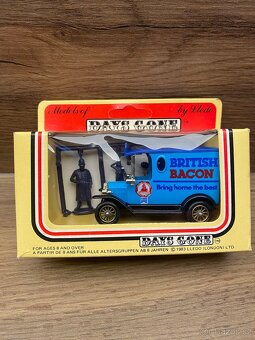 Models of
by Lledo
DAYS GONE
BRITISH
BACON
Bring home the best
DAYS GONE
FOR AGES 8 AND OVER
A PARTIR DE 8 ANS FUR ALLE ALTERSGRUPPEN AB 8 JAHREN © 1983 LLEDO (LONDON) LTD